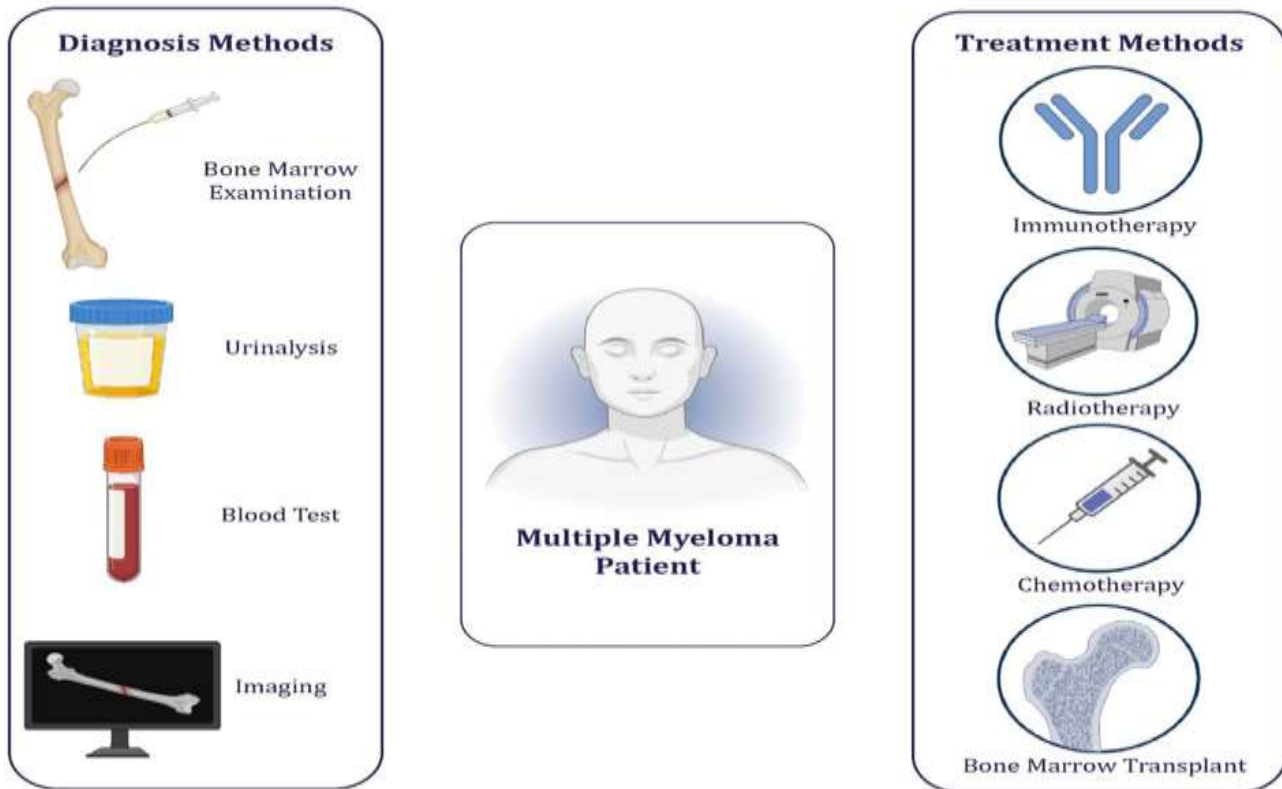 Diagnosis Methods
Bone Marrow
Examination
Urinalysis
Blood Test
Imaging
Multiple Myeloma
Patient
Treatment Methods
Immunotherapy
Radiotherapy
Chemotherapy
Bone Marrow Transplant